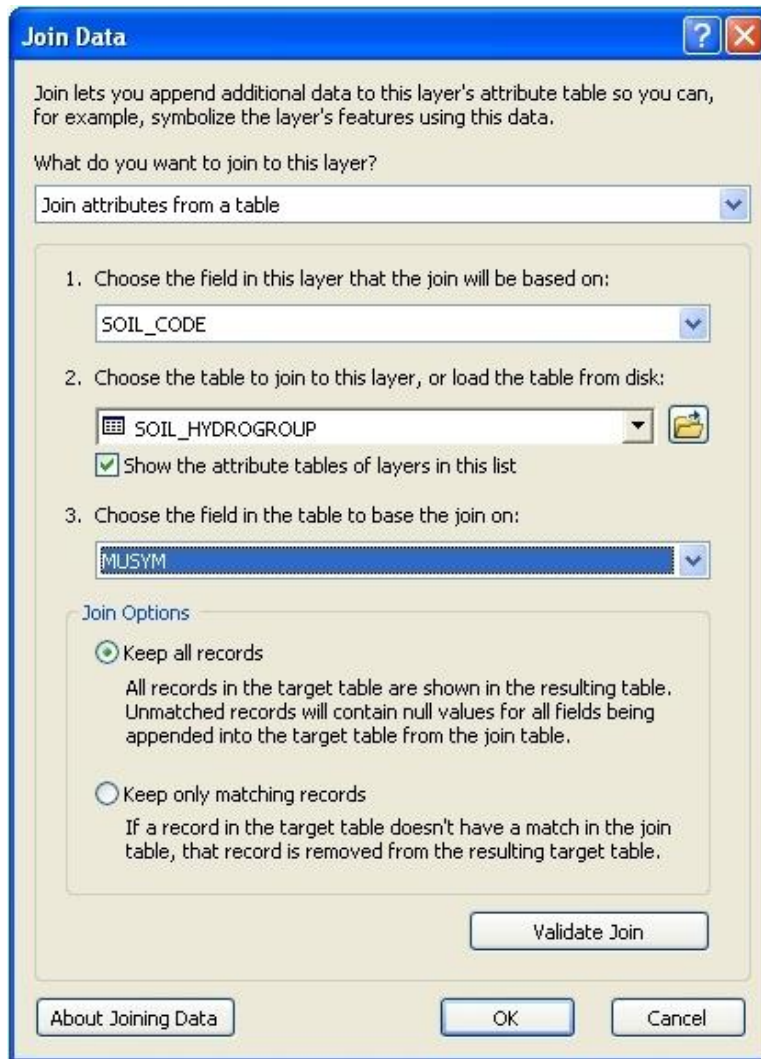 Join Data
Join lets you append additional data to this layer's attribute table so you can,
for example, symbolize the layer's features using this data.
What do you want to join to this layer?
Join attributes from a table
1. Choose the field in this layer that the join will be based on:
SOIL_CODE
2. Choose the table to join to this layer, or load the table from disk:
SOIL_HYDROGROUP
Show the attribute tables of layers in this list
3. Choose the field in the table to base the join on:
MUSYM
Join Options
Keep all records
All records in the target table are shown in the resulting table.
Unmatched records will contain null values for all fields being
appended into the target table from the join table.
Keep only matching records
If a record in the target table doesn't have a match in the join
table, that record is removed from the resulting target table.
Validate Join
About Joining Data OK Cancel